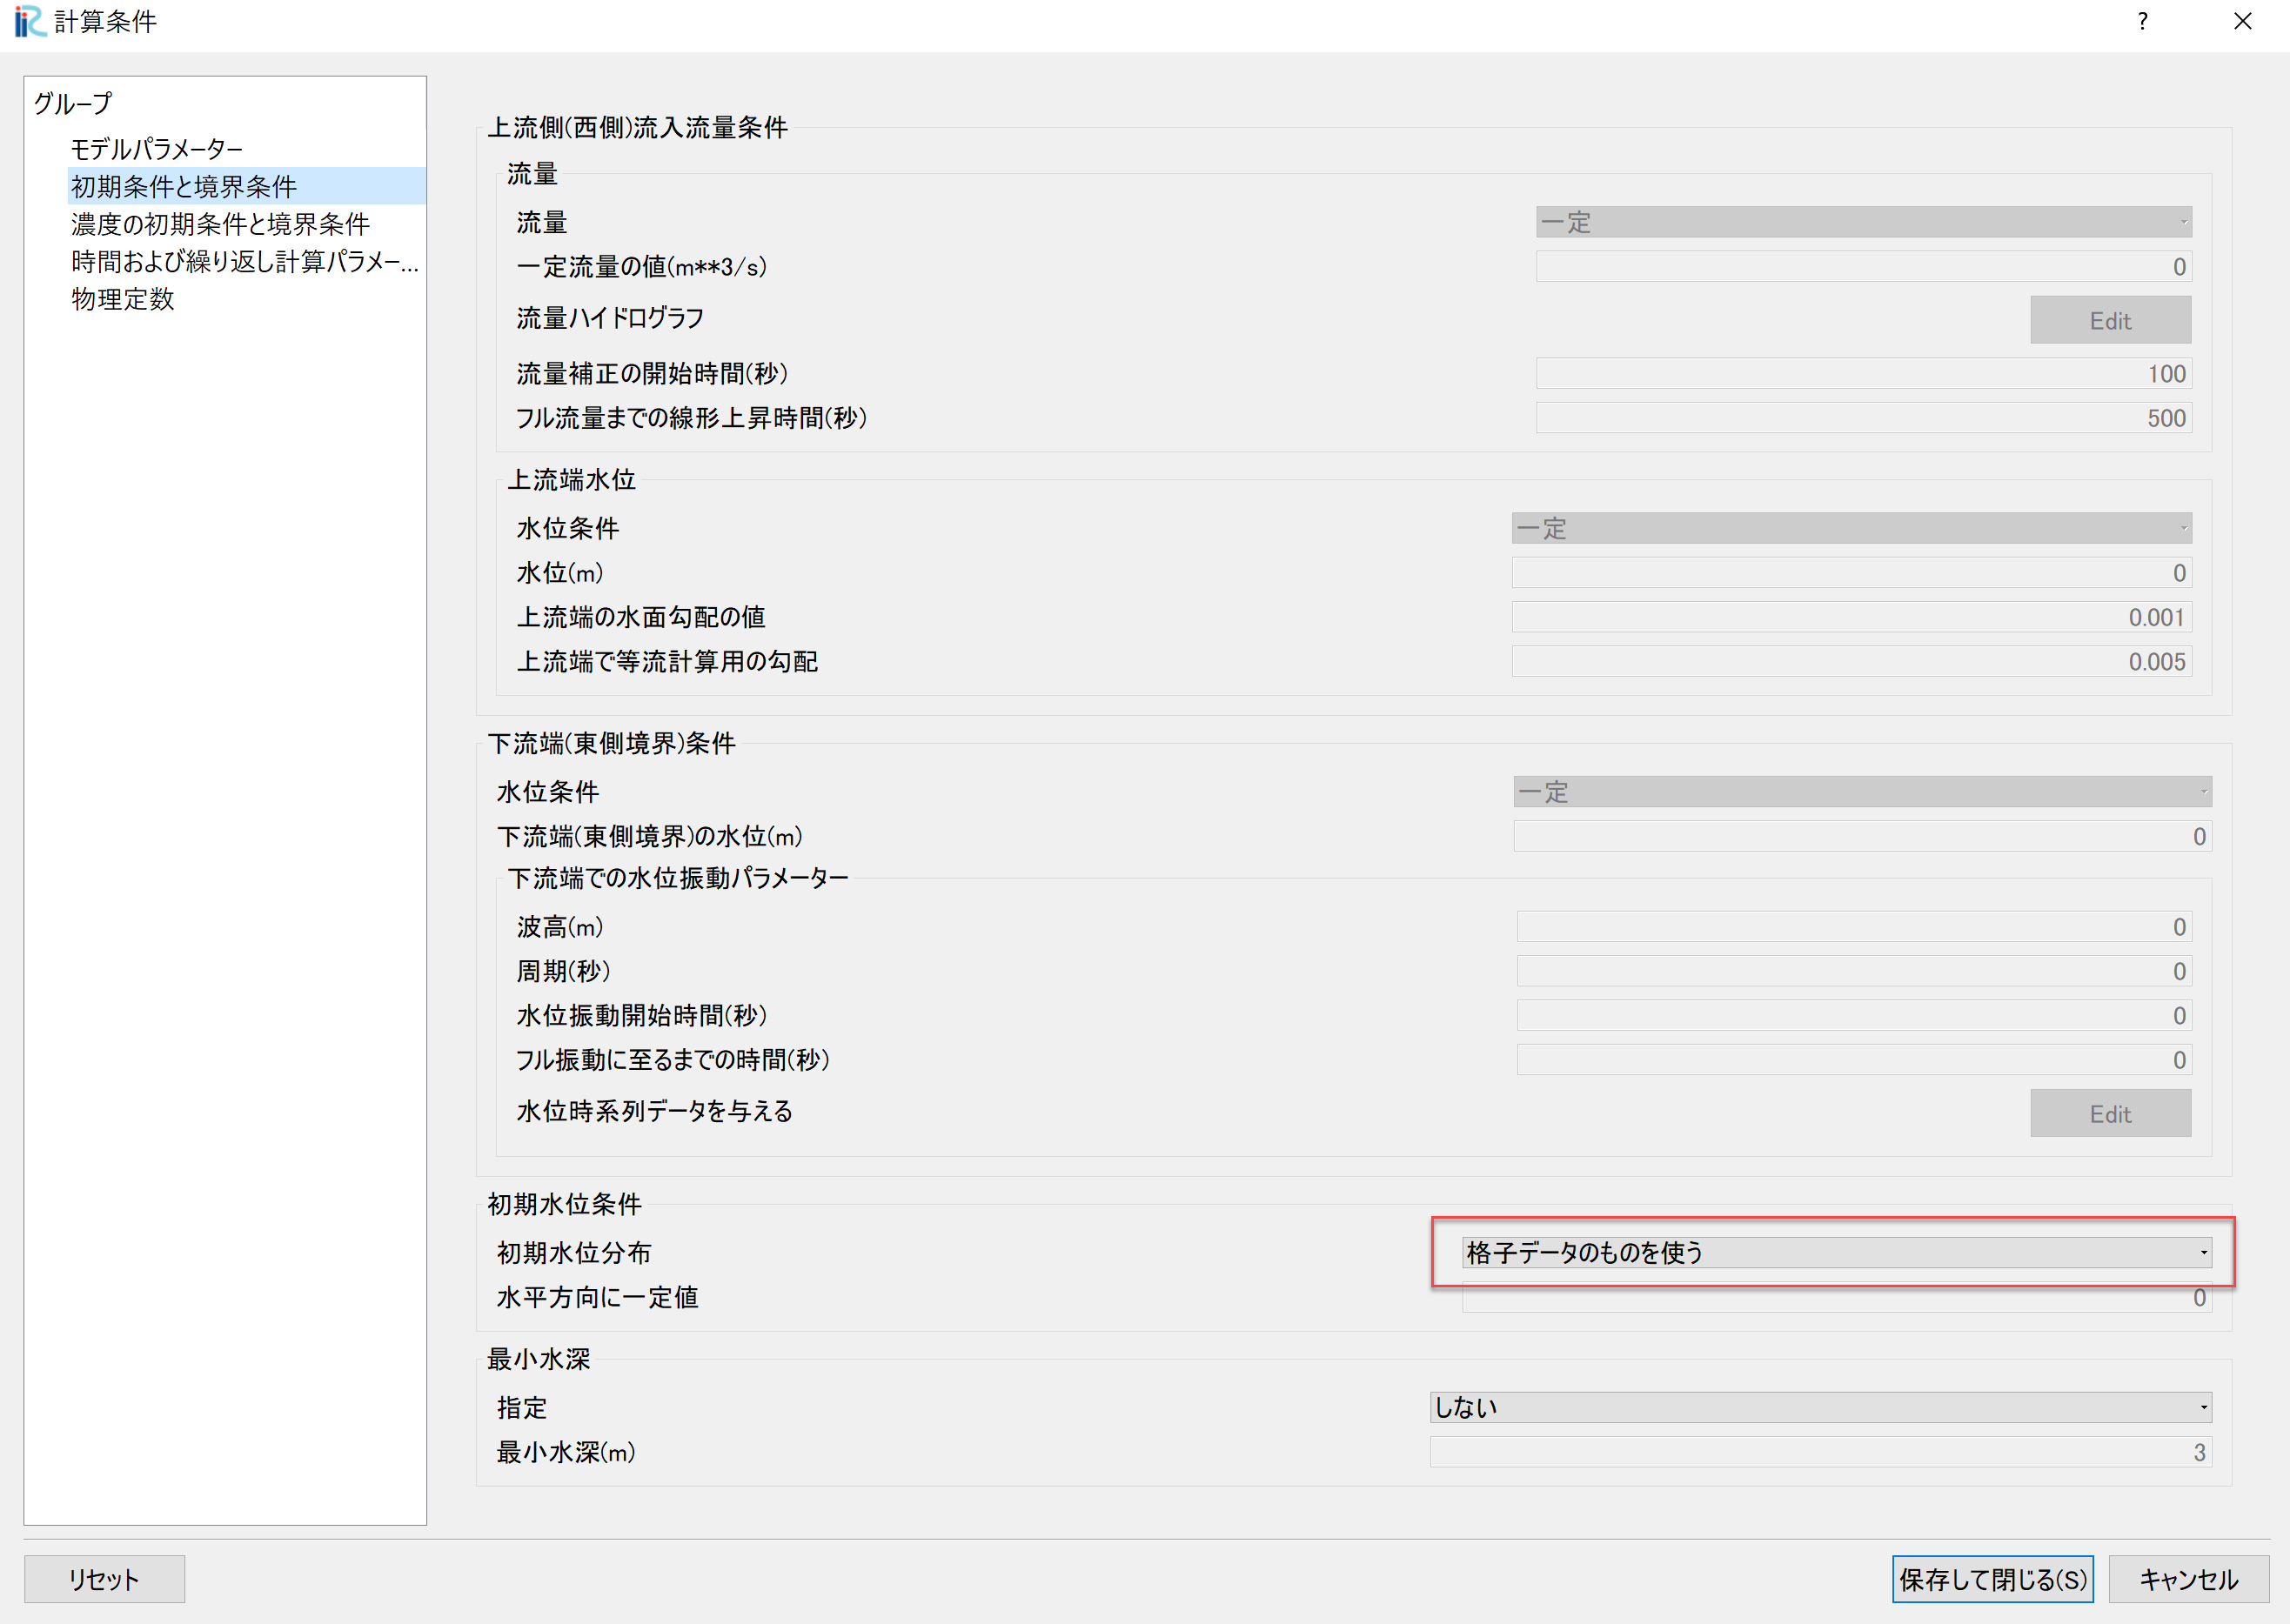 iRC 計算条件
?
グループ
モデルパラメーター
初期条件と境界条件
濃度の初期条件と境界条件
時間および繰り返し計算パラメー...
物理定数
上流側(西側)流入流量条件
流量
流量 一定
一定流量の値(m**3/s) 0
流量ハイドログラフ Edit
流量補正の開始時間(秒) 100
フル流量までの線形上昇時間(秒) 500
上流端水位
水位条件 一定
水位(m) 0
上流端の水面勾配の値 0.001
上流端で等流計算用の勾配 0.005
下流端(東側境界)条件
水位条件 一定
下流端(東側境界)の水位(m) 0
下流端での水位振動パラメーター
波高(m) 0
周期(秒) 0
水位振動開始時間(秒) 0
フル振動に至るまでの時間(秒) 0
水位時系列データを与える Edit
初期水位条件
初期水位分布 格子データのものを使う
水平方向に一定値 0
最小水深
指定 しない
最小水深(m) 3
リセット 保存して閉じる(S) キャンセル